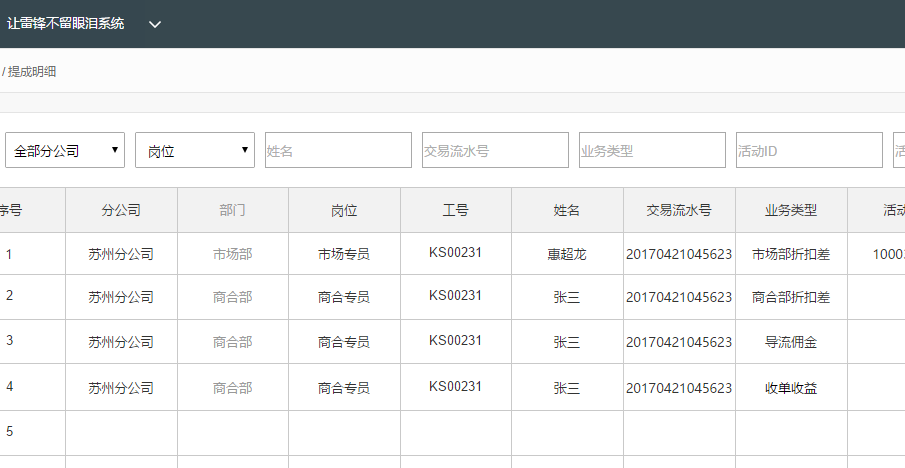 让雷锋不留眼泪系统
/ 提成明细
全部分公司 岗位 姓名 交易流水号 业务类型 活动ID 活
序号 分公司 部门 岗位 工号 姓名 交易流水号 业务类型 活动
1 苏州分公司 市场部 市场专员 KS00231 惠超龙 20170421045623 市场部折扣差 1000
2 苏州分公司 商合部 商合专员 KS00231 张三 20170421045623 商合部折扣差
3 苏州分公司 商合部 商合专员 KS00231 张三 20170421045623 导流佣金
4 苏州分公司 商合部 商合专员 KS00231 张三 20170421045623 收单收益
5